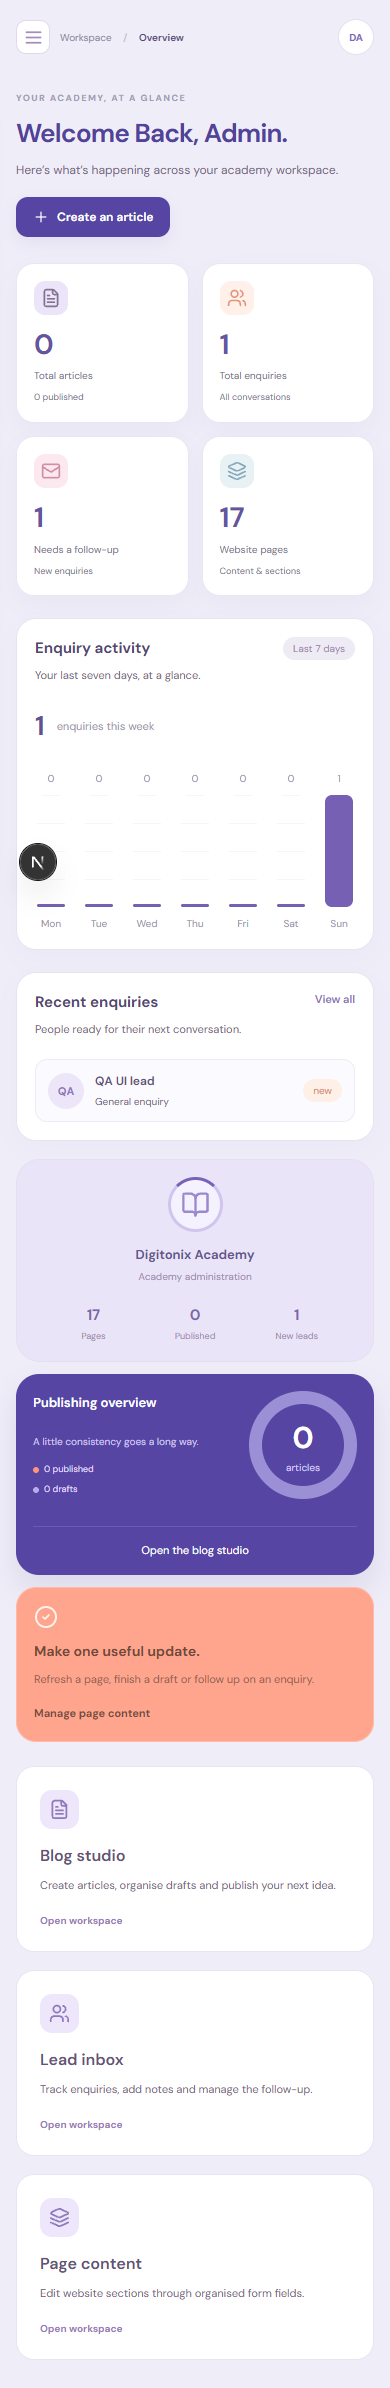 Workspace / Overview
DA
YOUR ACADEMY, AT A GLANCE
Welcome Back, Admin.
Here's what's happening across your academy workspace.
+ Create an article
0
Total articles
0 published
1
Total enquiries
All conversations
1
Needs a follow-up
New enquiries
17
Website pages
Content & sections
Enquiry activity
Last 7 days
Your last seven days, at a glance.
1 enquiries this week
0 0 0 0 0 0 1
N
Mon Tue Wed Thu Fri Sat Sun
Recent enquiries
View all
People ready for their next conversation.
QA
QA UI lead
General enquiry
new
Digitonix Academy
Academy administration
17 0 1
Pages Published New leads
Publishing overview
A little consistency goes a long way.
0 published
0 drafts
0
articles
Open the blog studio
Make one useful update.
Refresh a page, finish a draft or follow up on an enquiry.
Manage page content
Blog studio
Create articles, organise drafts and publish your next idea.
Open workspace
Lead inbox
Track enquiries, add notes and manage the follow-up.
Open workspace
Page content
Edit website sections through organised form fields.
Open workspace